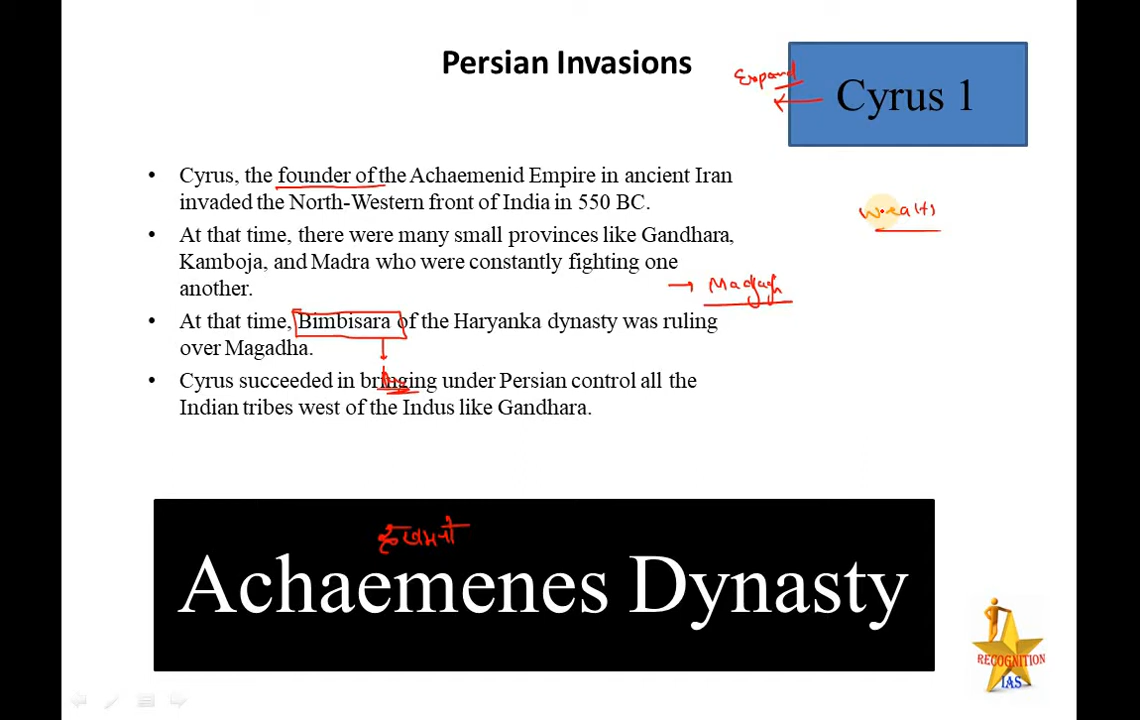 Persian Invasions
Expand
Cyrus 1
• Cyrus, the founder of the Achaemenid Empire in ancient Iran
invaded the North-Western front of India in 550 BC.
• At that time, there were many small provinces like Gandhara,
Kamboja, and Madra who were constantly fighting one
another.
• At that time, Bimbisara of the Haryanka dynasty was ruling
over Magadha.
• Cyrus succeeded in bringing under Persian control all the
Indian tribes west of the Indus like Gandhara.
Achaemenes Dynasty
RECOGNITION
IAS